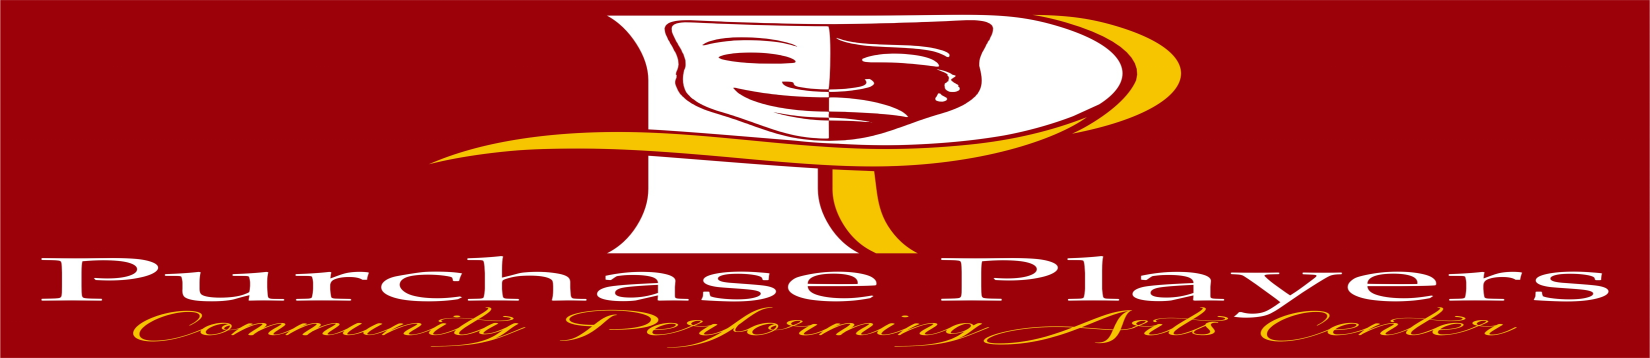 P
Purchase Players
Community Performing Arts Center